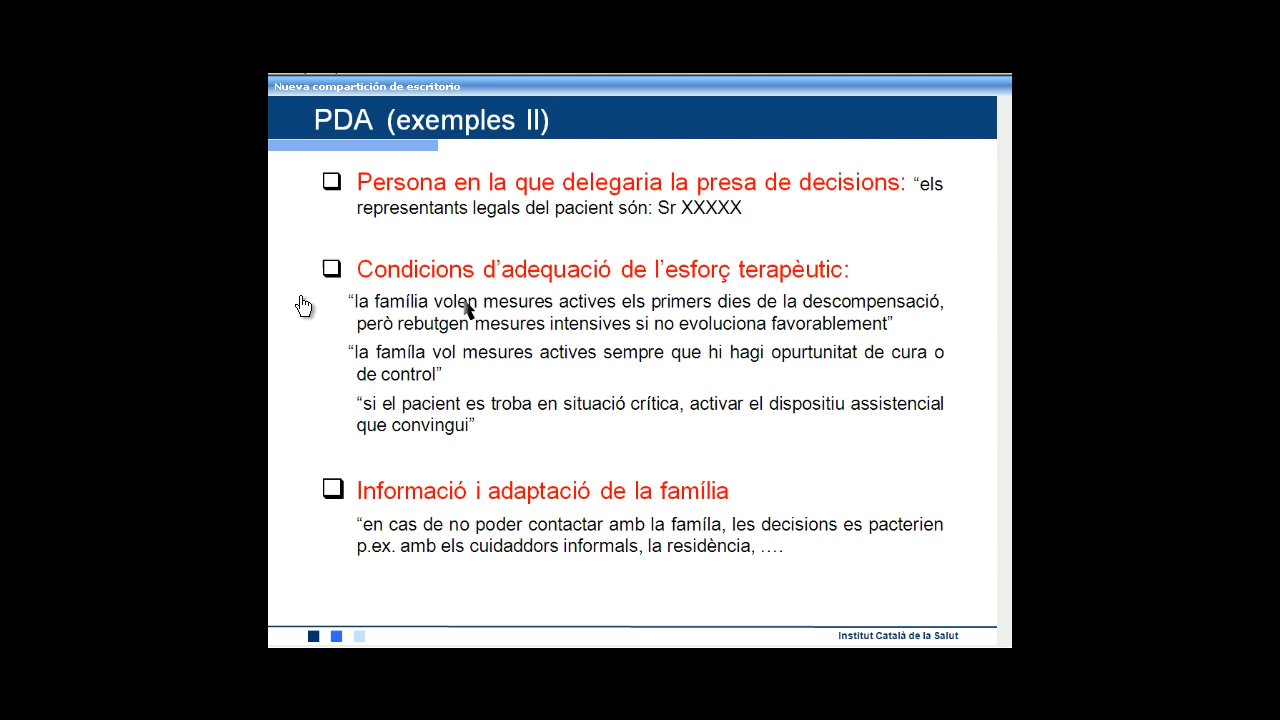 Nueva compartición de escritorio
PDA (exemples II)
Persona en la que delegaria la presa de decisions: “els
representants legals del pacient són: Sr XXXXX
Condicions d’adequació de l’esforç terapèutic:
“la família volen mesures actives els primers dies de la descompensació,
però rebutgen mesures intensives si no evoluciona favorablement”
“la famíla vol mesures actives sempre que hi hagi opurtunitat de cura o
de control”
“si el pacient es troba en situació crítica, activar el dispositiu assistencial
que convingui”
Informació i adaptació de la família
“en cas de no poder contactar amb la famíla, les decisions es pacterien
p.ex. amb els cuidaddors informals, la residència, ….
Institut Català de la Salut